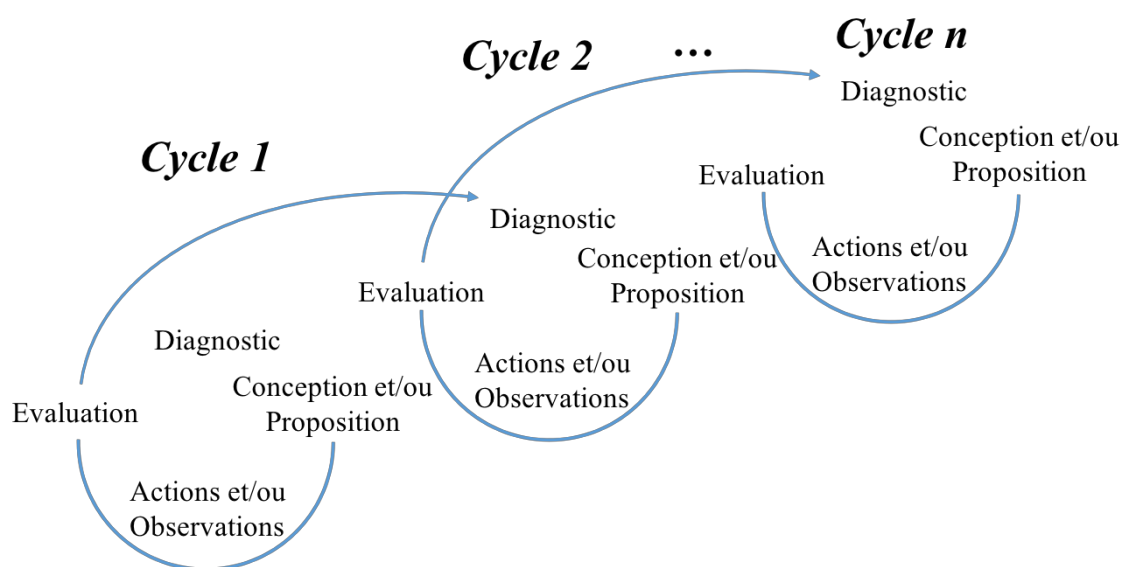 Cycle 1
Diagnostic
Conception et/ou
Proposition
Actions et/ou
Observations
Evaluation
Cycle 2
Diagnostic
Conception et/ou
Proposition
Actions et/ou
Observations
Evaluation
...
Cycle n
Diagnostic
Conception et/ou
Proposition
Actions et/ou
Observations
Evaluation